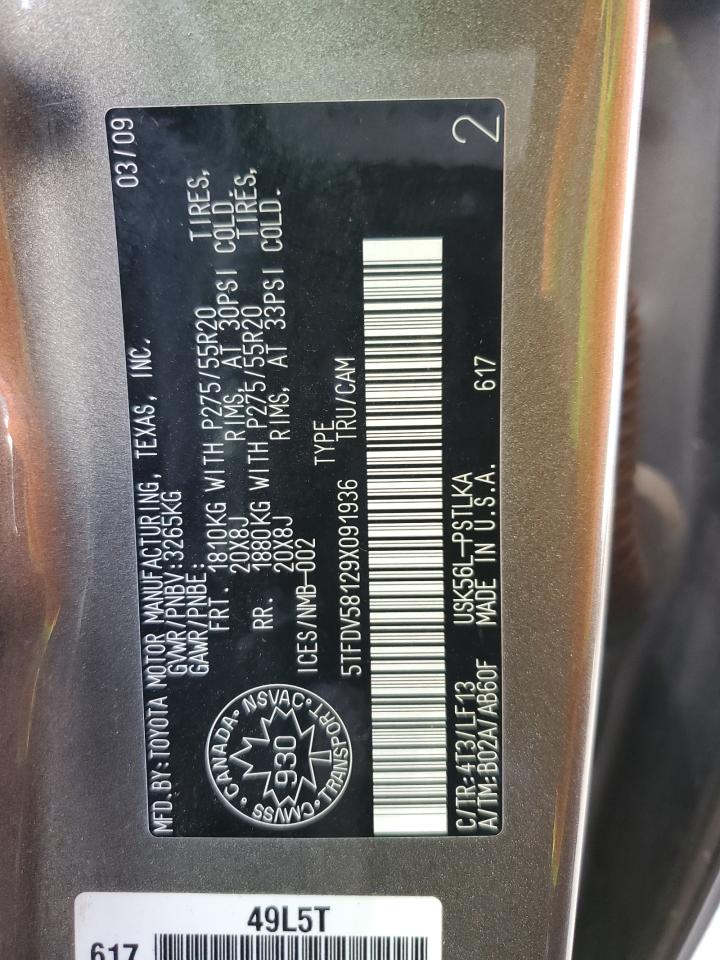 MFD. BY: TOYOTA MOTOR MANUFACTURING, TEXAS, INC. 03/09
GVWR/PNBV:3265KG
GAWR/PNBE:
FRT. 1810KG WITH P275/55R20 TIRES,
20X8J RIMS, AT 30PSI COLD.
RR. 1880KG WITH P275/55R20 TIRES,
20X8J RIMS, AT 33PSI COLD.
ICES/NMB-002
CANADA • NSVAC • TRANSPORT • CMVSS •
930
TYPE
5TFDV58129X091936 TRU/CAM
C/TR:4T3/LF13 USK56L-PSTLKA
A/TM:B02A/AB60F MADE IN U.S.A. 617 2
49L5T
617